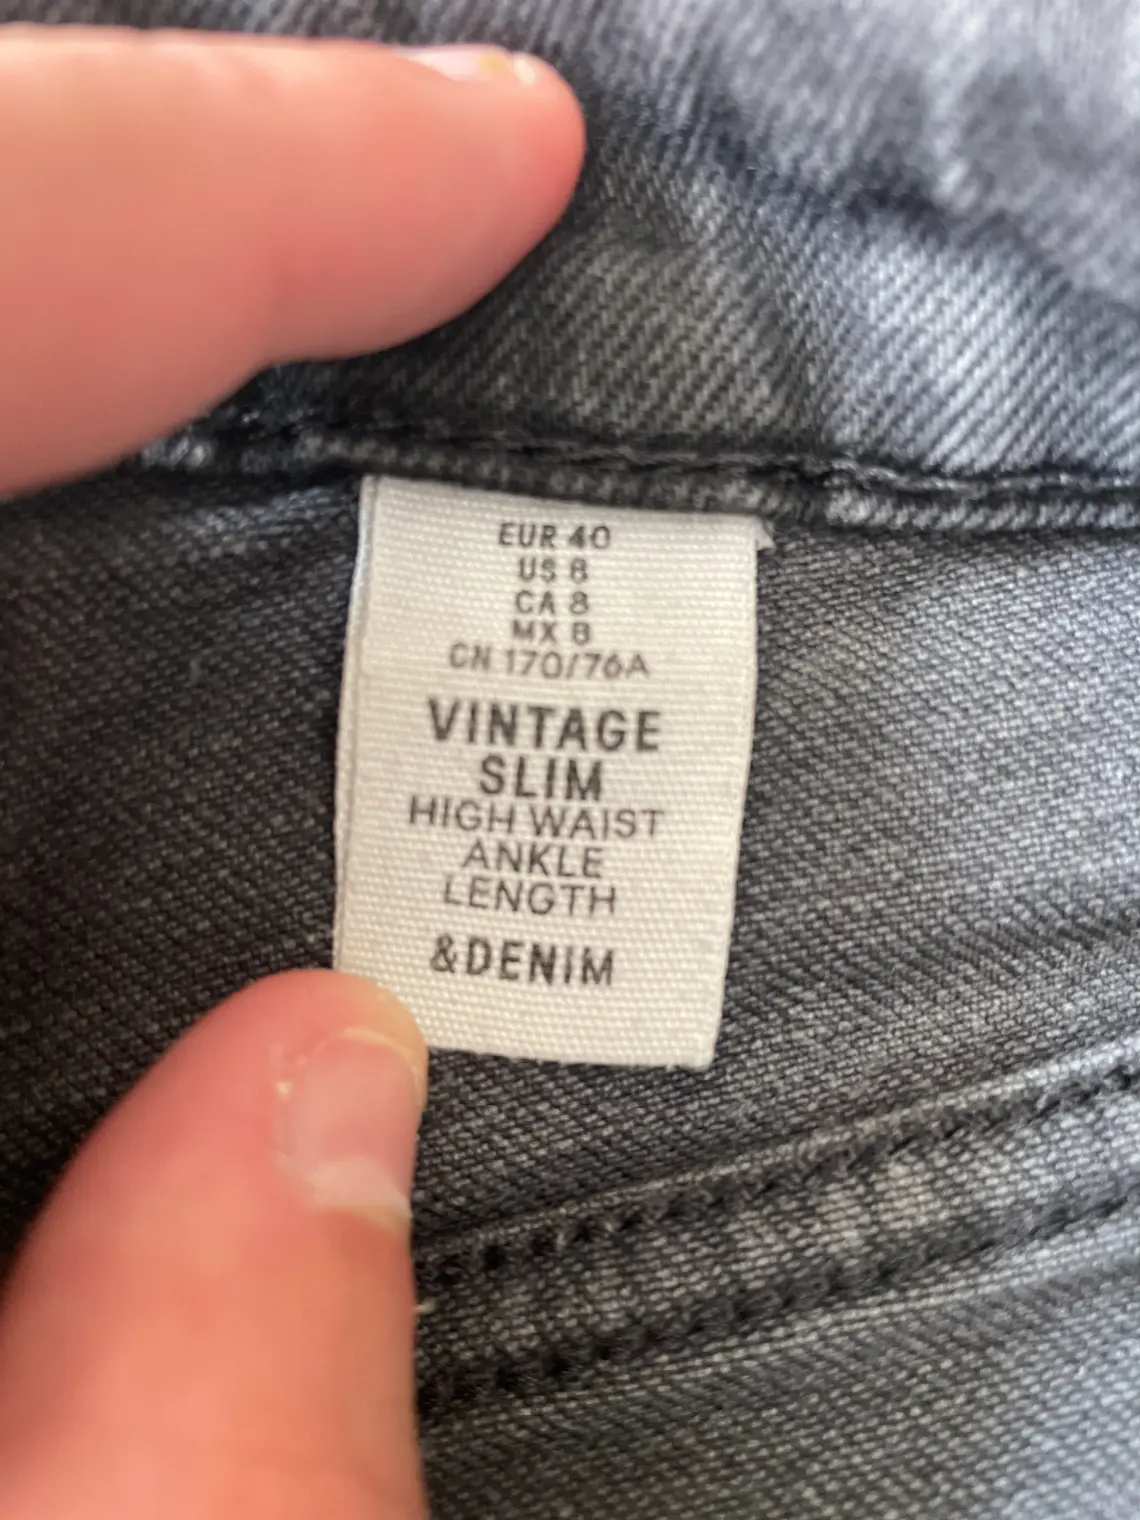 EUR 40
US 8
CA 8
MX 8
CN 170/76A
VINTAGE
SLIM
HIGH WAIST
ANKLE
LENGTH
&DENIM